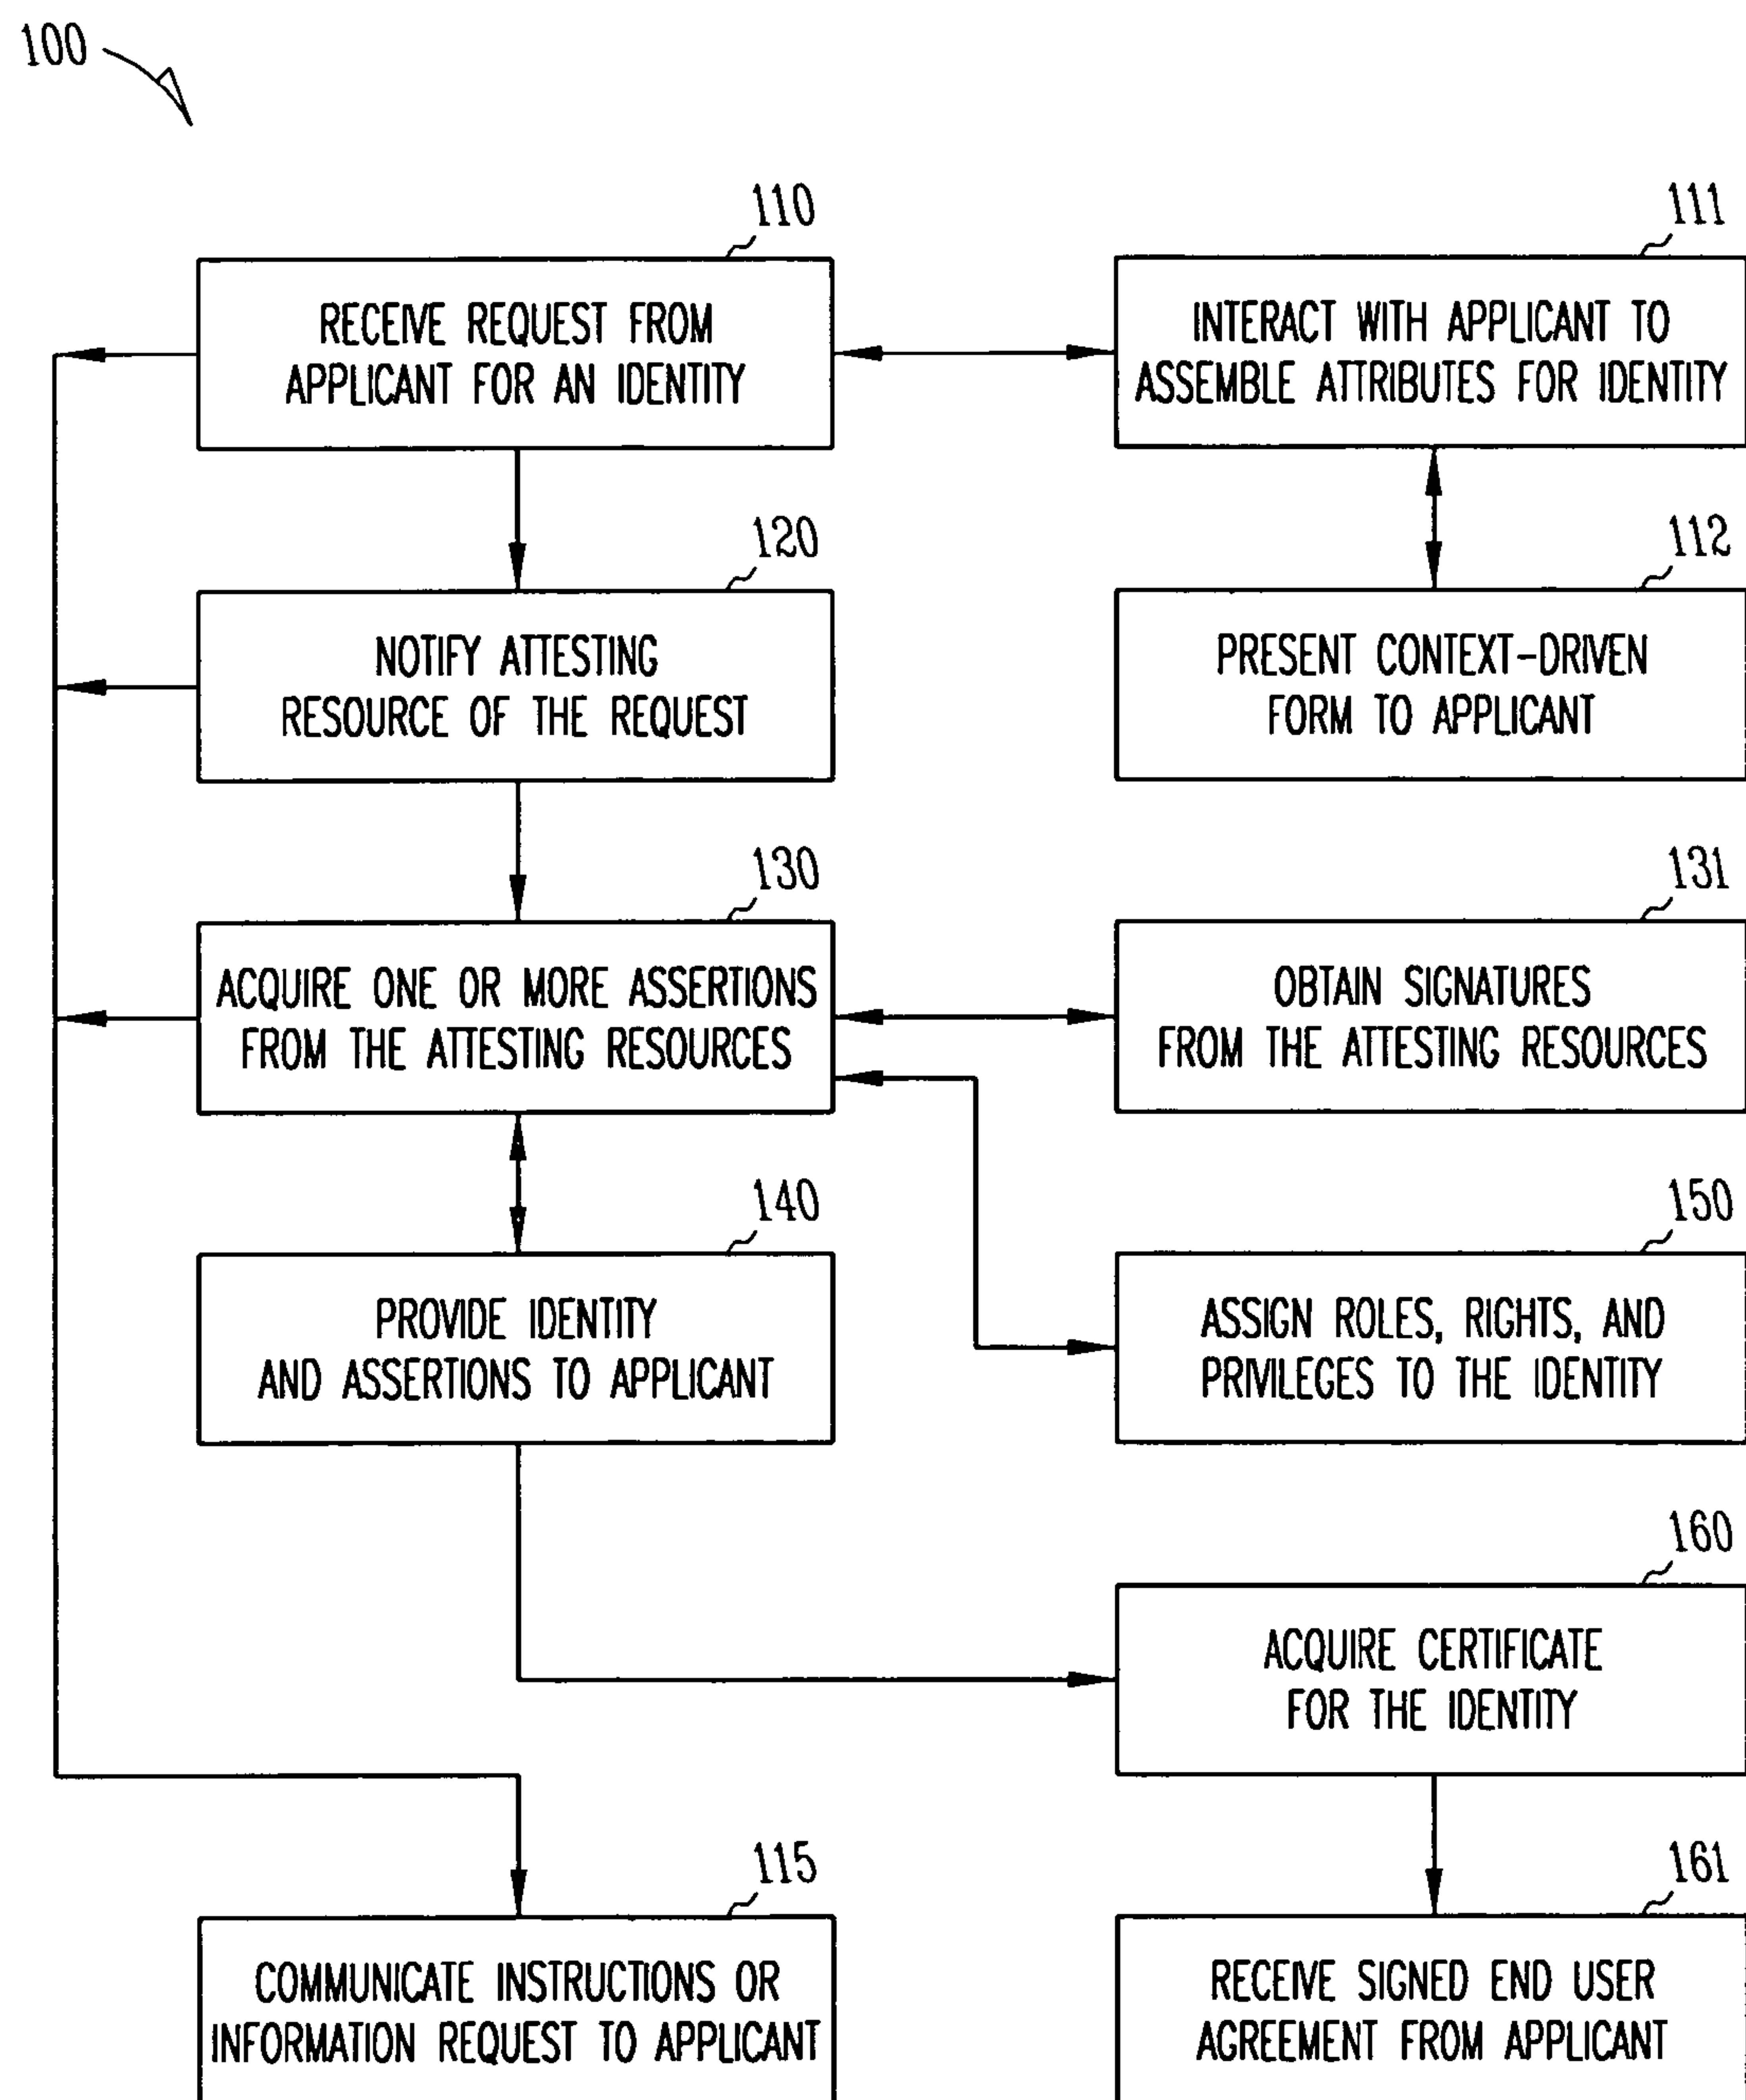 100
110
RECEIVE REQUEST FROM
APPLICANT FOR AN IDENTITY
111
INTERACT WITH APPLICANT TO
ASSEMBLE ATTRIBUTES FOR IDENTITY
120
NOTIFY ATTESTING
RESOURCE OF THE REQUEST
112
PRESENT CONTEXT-DRIVEN
FORM TO APPLICANT
130
ACQUIRE ONE OR MORE ASSERTIONS
FROM THE ATTESTING RESOURCES
131
OBTAIN SIGNATURES
FROM THE ATTESTING RESOURCES
140
PROVIDE IDENTITY
AND ASSERTIONS TO APPLICANT
150
ASSIGN ROLES, RIGHTS, AND
PRIVILEGES TO THE IDENTITY
160
ACQUIRE CERTIFICATE
FOR THE IDENTITY
115
COMMUNICATE INSTRUCTIONS OR
INFORMATION REQUEST TO APPLICANT
161
RECEIVE SIGNED END USER
AGREEMENT FROM APPLICANT